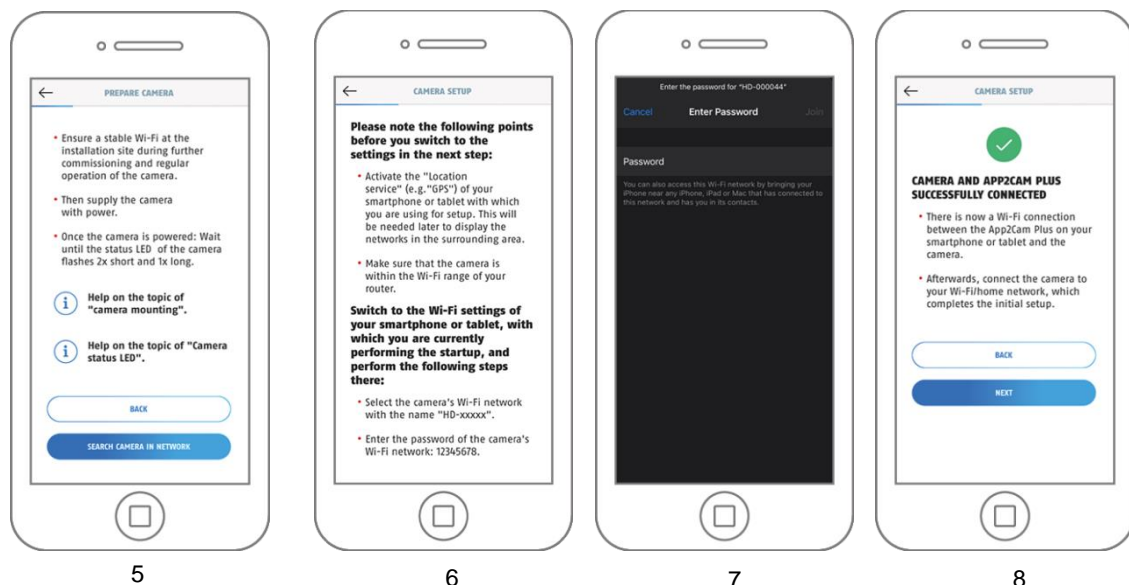 PREPARE CAMERA
• Ensure a stable Wi-Fi at the
installation site during further
commissioning and regular
operation of the camera.
• Then supply the camera
with power.
• Once the camera is powered: Wait
until the status LED of the camera
flashes 2x short and 1x long.
i Help on the topic of
"camera mounting".
i Help on the topic of "Camera
status LED".
BACK
SEARCH CAMERA IN NETWORK
5
CAMERA SETUP
Please note the following points
before you switch to the
settings in the next step:
• Activate the "Location
service" (e.g."GPS") of your
smartphone or tablet with which
you are using for setup. This will
be needed later to display the
networks in the surrounding area.
• Make sure that the camera is
within the Wi-Fi range of your
router.
Switch to the Wi-Fi settings of
your smartphone or tablet, with
which you are currently
performing the startup, and
perform the following steps
there:
• Select the camera's Wi-Fi network
with the name "HD-xxxxx".
• Enter the password of the camera's
Wi-Fi network: 12345678.
6
Enter the password for "HD-000044"
Cancel Enter Password Join
Password
You can also access this Wi-Fi network by bringing your
iPhone near any iPhone, iPad or Mac that has connected to
this network and has you in its contacts.
7
CAMERA SETUP
CAMERA AND APP2CAM PLUS
SUCCESSFULLY CONNECTED
• There is now a Wi-Fi connection
between the App2Cam Plus on your
smartphone or tablet and the
camera.
• Afterwards, connect the camera to
your Wi-Fi/home network, which
completes the initial setup.
BACK
NEXT
8